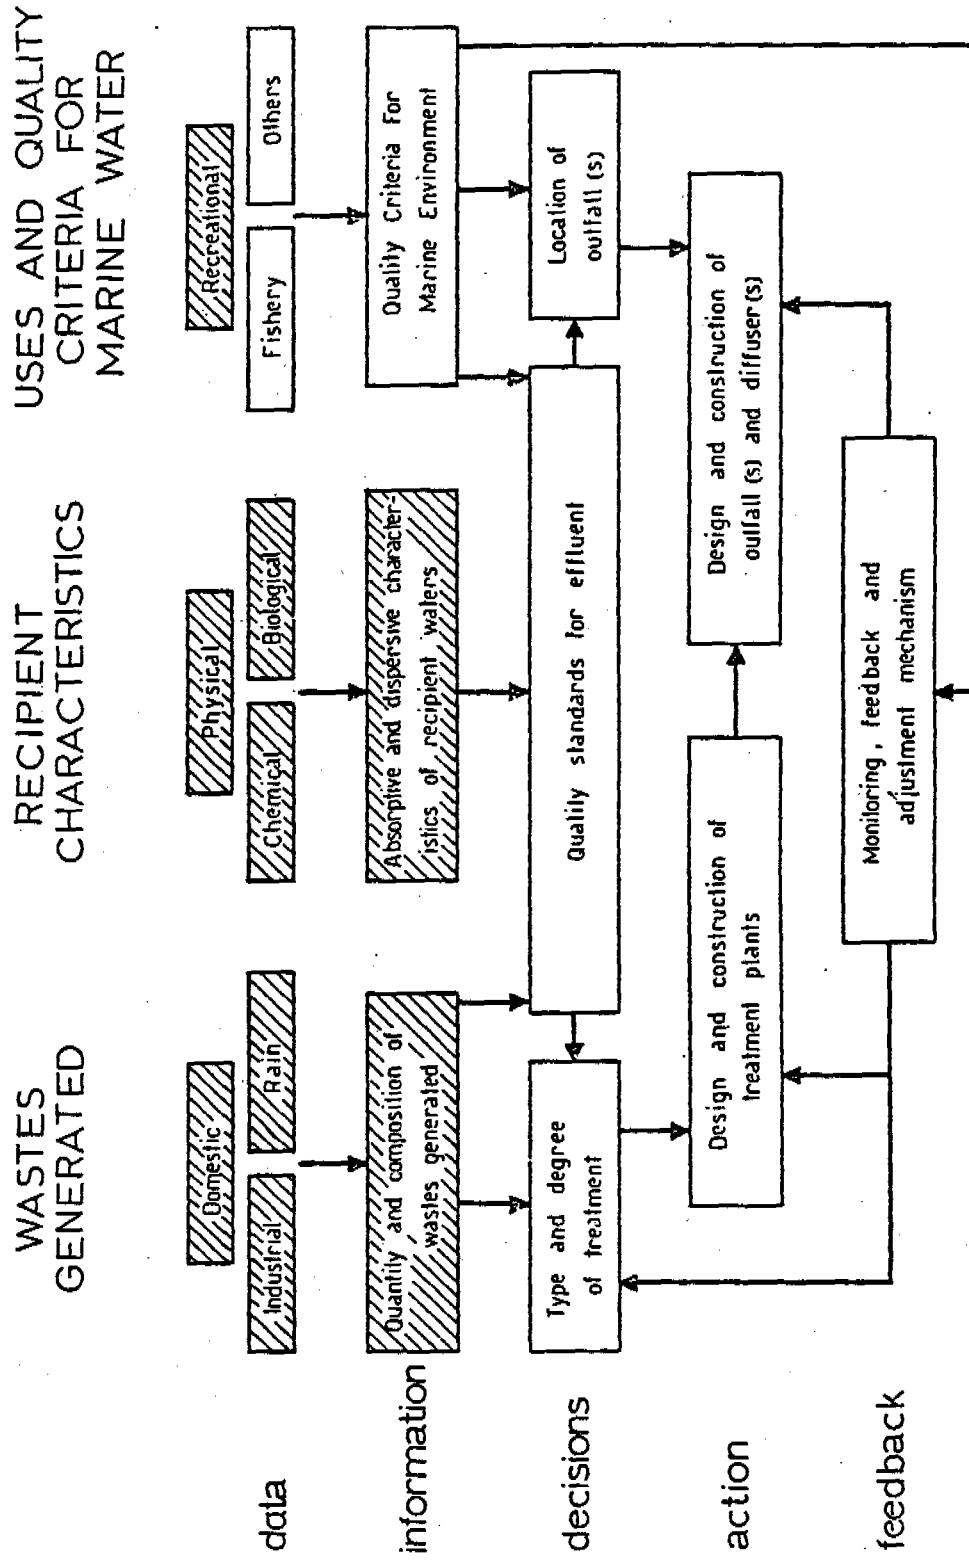 WASTES
GENERATED
RECIPIENT
CHARACTERISTICS
USES AND QUALITY
CRITERIA FOR
MARINE WATER
data
Domestic
Industrial
Rain
Physical
Chemical
Biological
Recreational
Fishery
Others
information
Quantity and composition of
wastes generated
Absorptive and dispersive character-
istics of recipient waters
Quality Criteria For
Marine Environment
decisions
Type and degree
of treatment
Quality standards for effluent
Location of
outfall (s)
action
Design and construction of
treatment plants
Design and construction of
outfall (s) and diffuser(s)
feedback
Monitoring, feedback and
adjustment mechanism